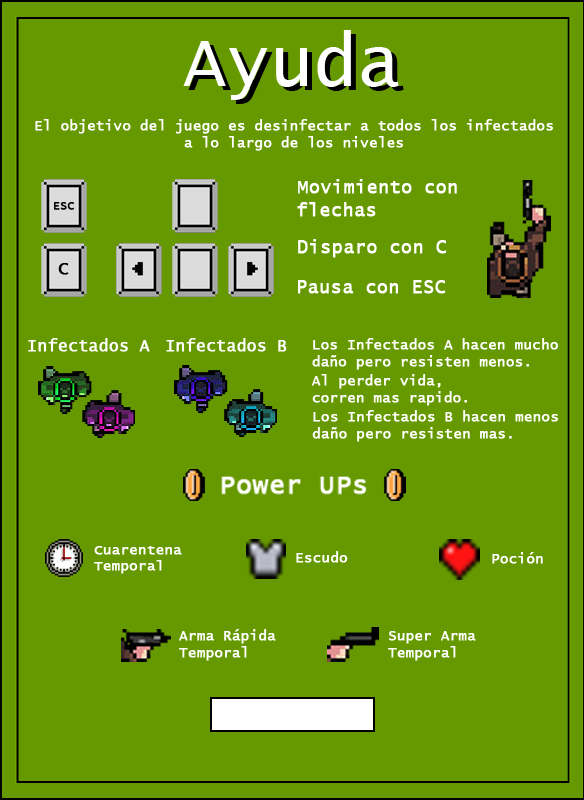 Ayuda
El objetivo del juego es desinfectar a todos los infectados
a lo largo de los niveles
ESC
C
Movimiento con
flechas
Disparo con C
Pausa con ESC
Infectados A
Infectados B
Los Infectados A hacen mucho
daño pero resisten menos.
Al perder vida,
corren mas rapido.
Los Infectados B hacen menos
daño pero resisten mas.
Power UPs
Cuarentena
Temporal
Escudo
Poción
Arma Rápida
Temporal
Super Arma
Temporal